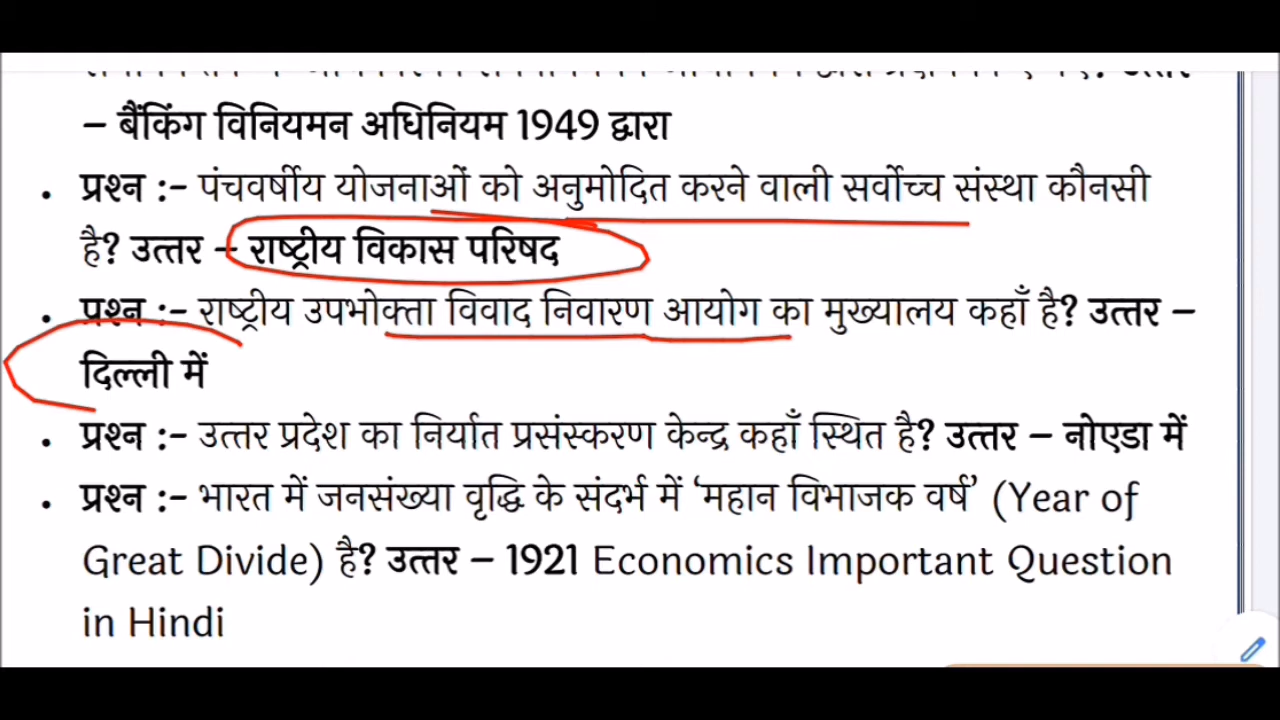 उत्तर
– बैंकिंग विनियमन अधिनियम 1949 द्वारा
• प्रश्न :- पंचवर्षीय योजनाओं को अनुमोदित करने वाली सर्वोच्च संस्था कौनसी
है? उत्तर – राष्ट्रीय विकास परिषद
• प्रश्न :- राष्ट्रीय उपभोक्ता विवाद निवारण आयोग का मुख्यालय कहाँ है? उत्तर –
दिल्ली में
• प्रश्न :- उत्तर प्रदेश का निर्यात प्रसंस्करण केन्द्र कहाँ स्थित है? उत्तर – नोएडा में
• प्रश्न :- भारत में जनसंख्या वृद्धि के संदर्भ में ‘महान विभाजक वर्ष’ (Year of
Great Divide) है? उत्तर – 1921 Economics Important Question
in Hindi